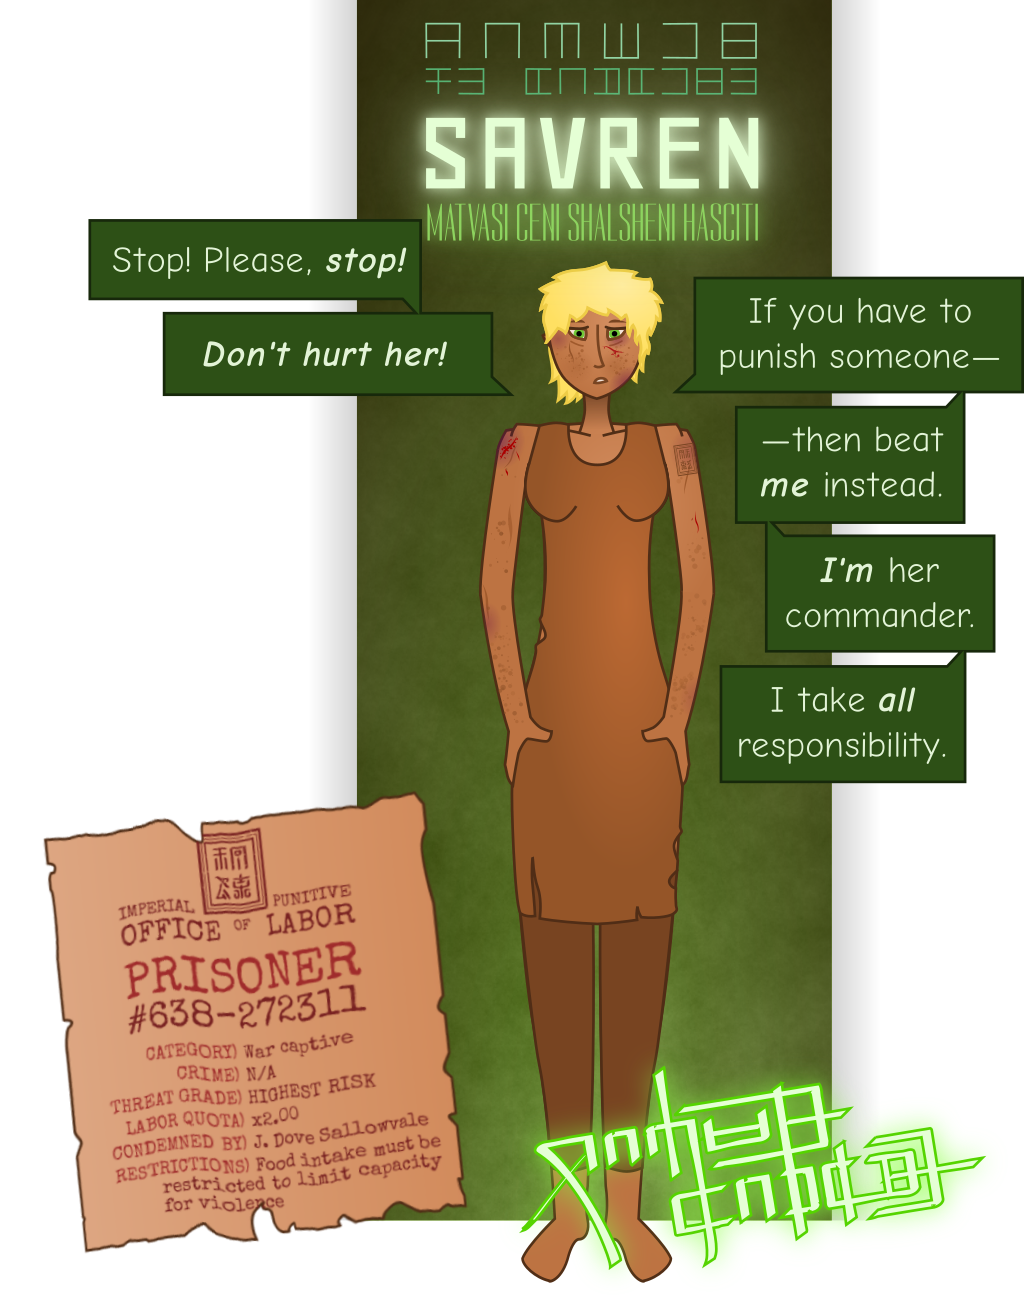 SAVREN
MATVASI CENI SHALSHENI HASCITI
Stop! Please, stop!
Don't hurt her!
If you have to
punish someone—
—then beat
me instead.
I'm her
commander.
I take all
responsibility.
IMPERIAL PUNITIVE
OFFICE OF LABOR
PRISONER
#638-272311
CATEGORY) War captive
CRIME) N/A
THREAT GRADE) HIGHEST RISK
LABOR QUOTA) x2.00
CONDEMNED BY) J. Dove Sallowvale
RESTRICTIONS) Food intake must be
restricted to limit capacity
for violence